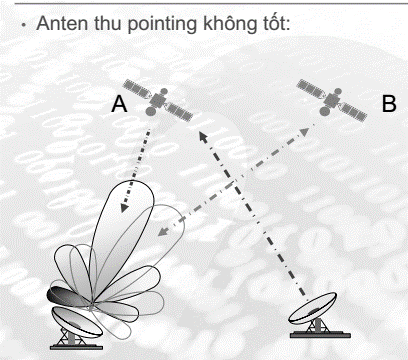 • Anten thu pointing không tốt:
A
B